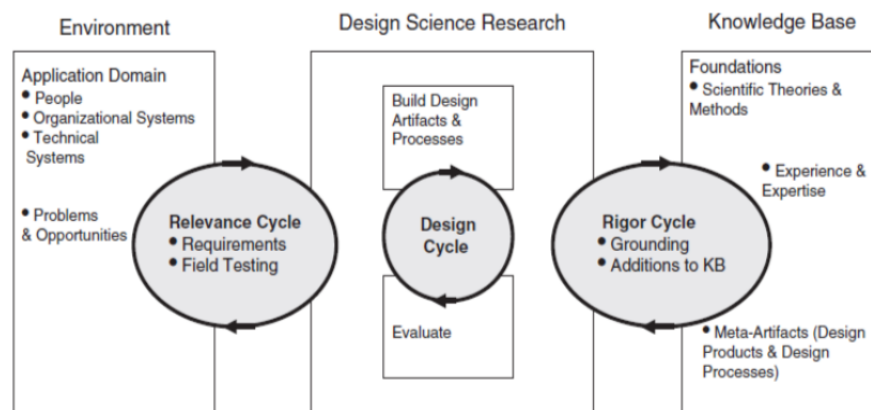 Environment
Design Science Research
Knowledge Base
Application Domain
● People
● Organizational Systems
● Technical
Systems
● Problems
& Opportunities
Relevance Cycle
● Requirements
● Field Testing
Build Design
Artifacts &
Processes
Design
Cycle
Evaluate
Rigor Cycle
● Grounding
● Additions to KB
Foundations
● Scientific Theories &
Methods
● Experience &
Expertise
● Meta-Artifacts (Design
Products & Design
Processes)